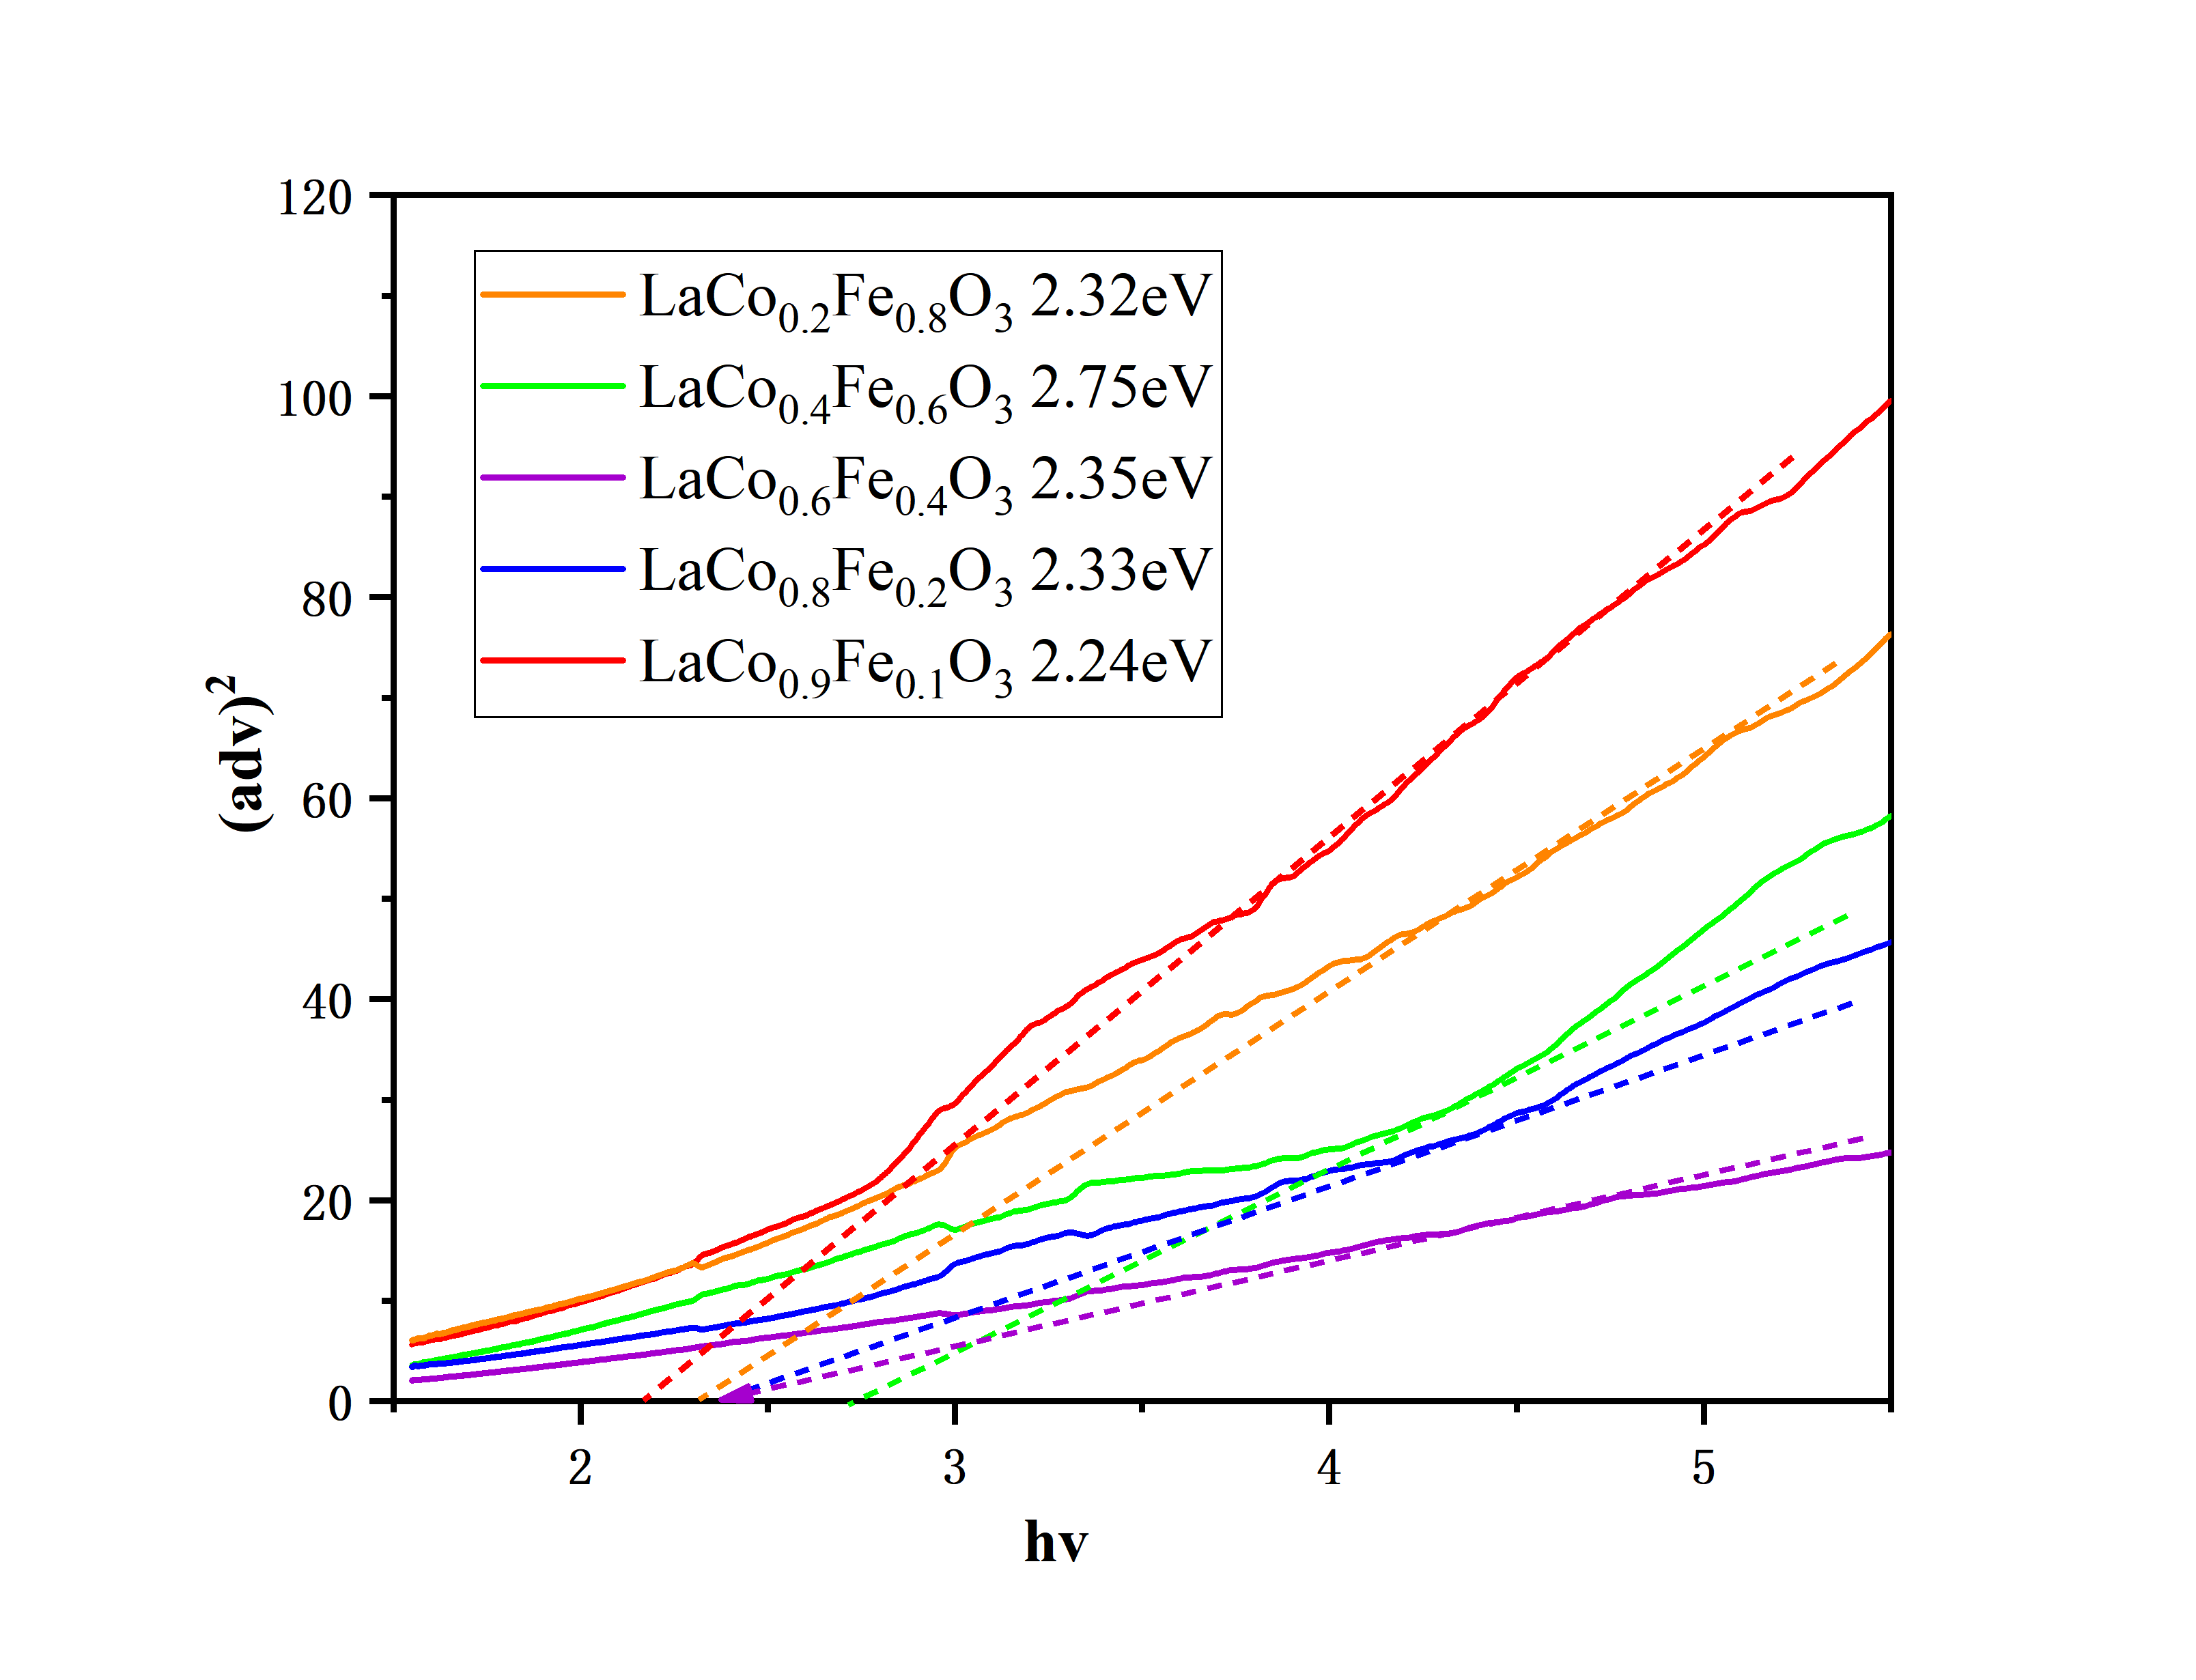 120
100
80
60
40
20
0
(adv)²
LaCo₀.₂Fe₀.₈O₃ 2.32eV
LaCo₀.₄Fe₀.₆O₃ 2.75eV
LaCo₀.₆Fe₀.₄O₃ 2.35eV
LaCo₀.₈Fe₀.₂O₃ 2.33eV
LaCo₀.₉Fe₀.₁O₃ 2.24eV
2 3 4 5
hv